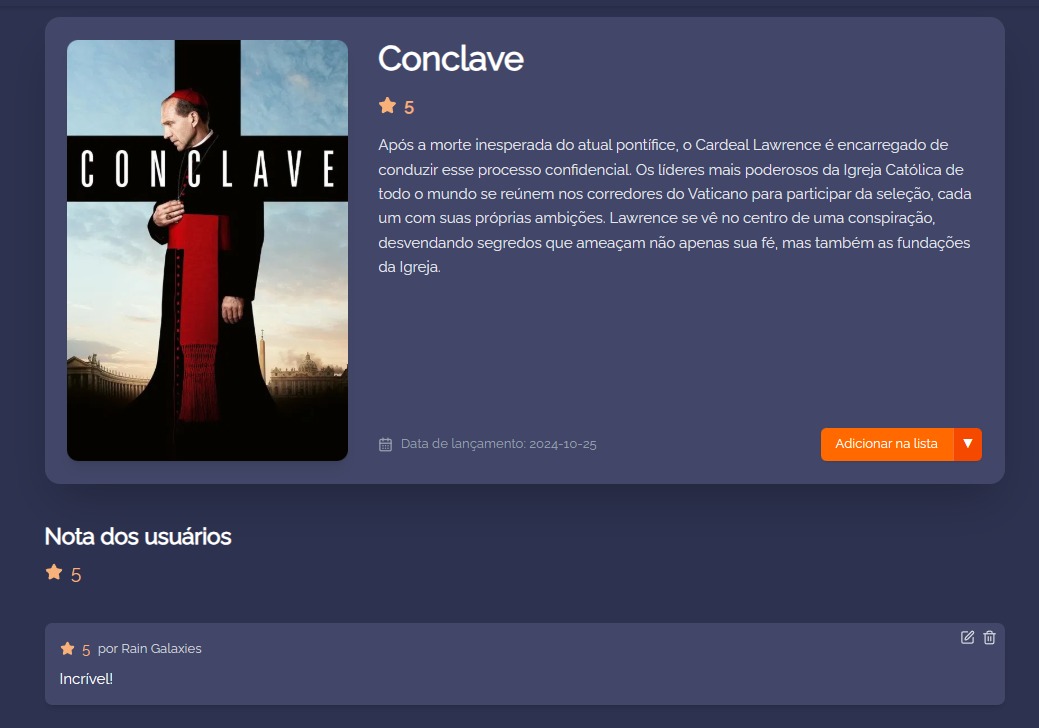 CONCLAVE
Conclave
5
Após a morte inesperada do atual pontífice, o Cardeal Lawrence é encarregado de
conduzir esse processo confidencial. Os líderes mais poderosos da Igreja Católica de
todo o mundo se reúnem nos corredores do Vaticano para participar da seleção, cada
um com suas próprias ambições. Lawrence se vê no centro de uma conspiração,
desvendando segredos que ameaçam não apenas sua fé, mas também as fundações
da Igreja.
Data de lançamento: 2024-10-25
Adicionar na lista ▼
Nota dos usuários
5
5 por Rain Galaxies
Incrível!